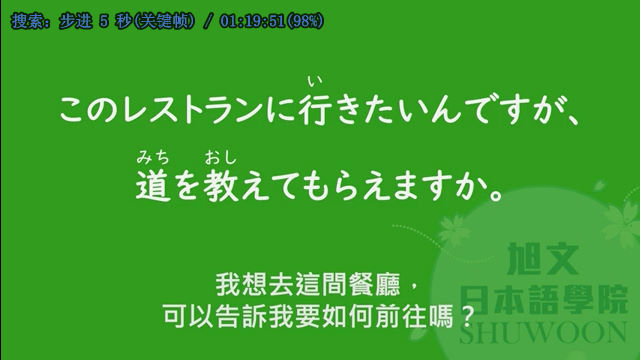 搜索: 步进 5 秒(关键帧) / 01:19:51(98%)
い
このレストランに行きたいんですが、
みち おし
道を教えてもらえますか。
我想去這間餐廳，
可以告訴我要如何前往嗎？
旭文
日本語學院
SHUWOON